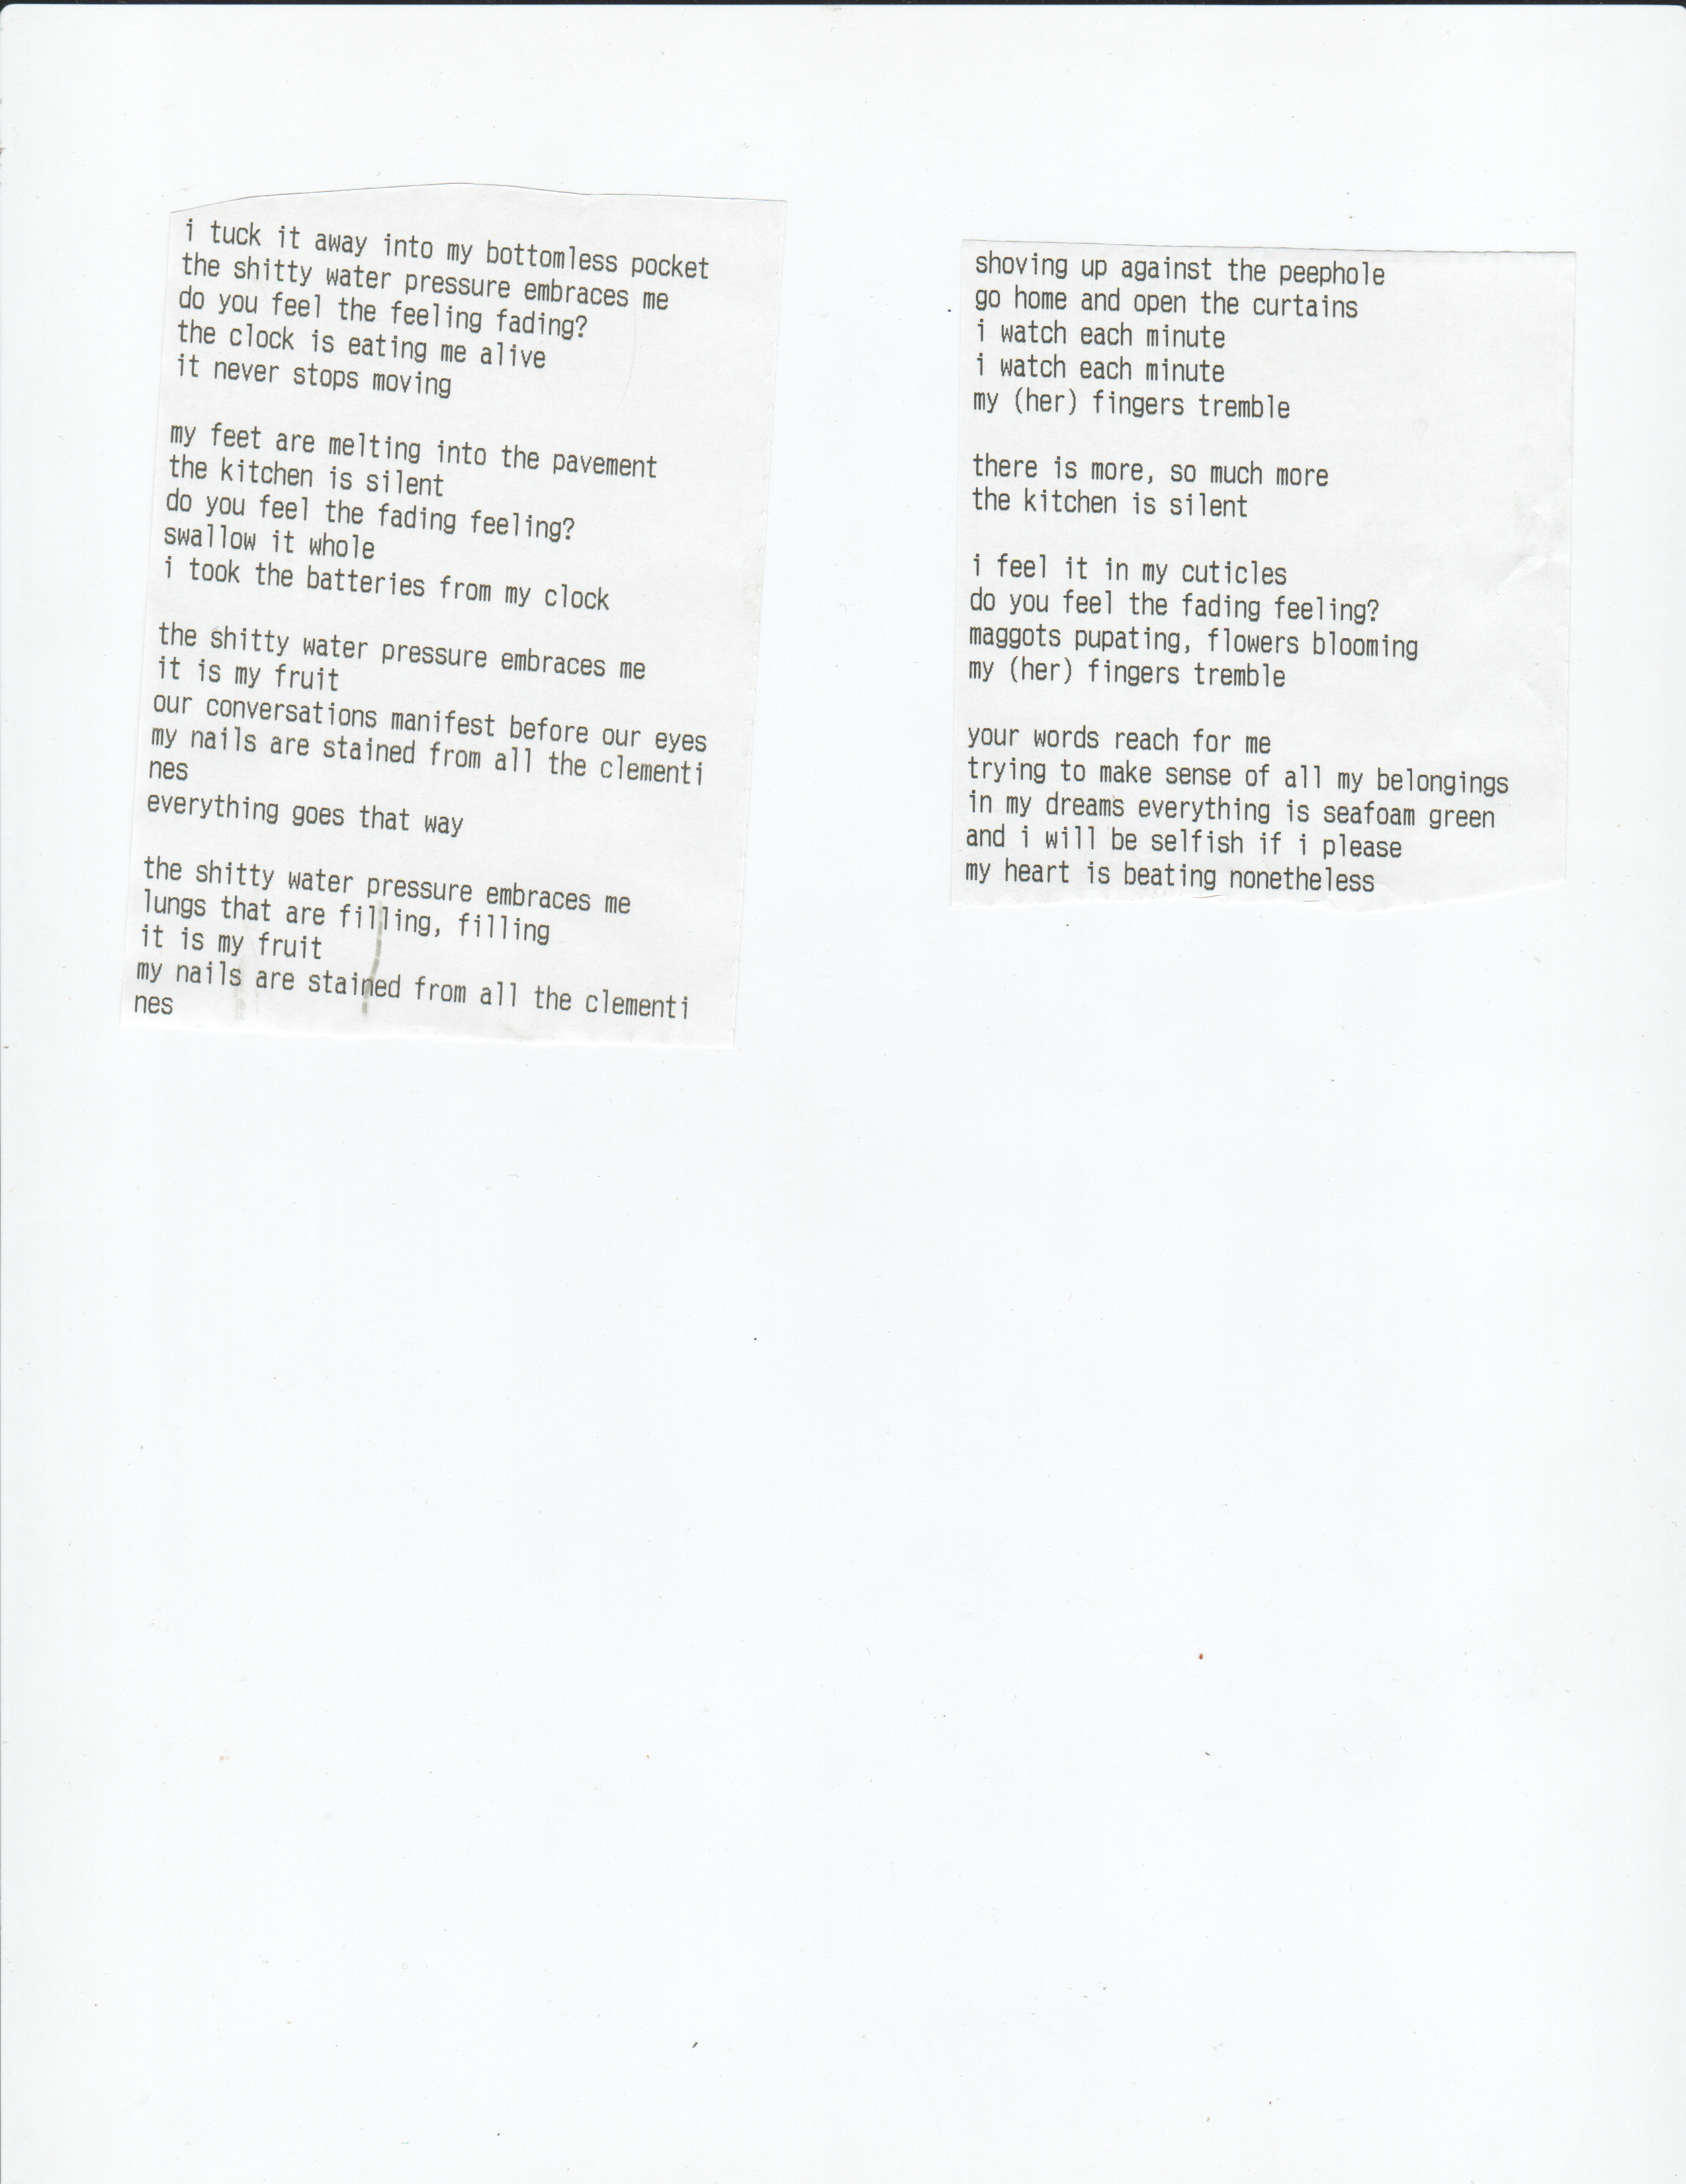 i tuck it away into my bottomless pocket
the shitty water pressure embraces me
do you feel the feeling fading?
the clock is eating me alive
it never stops moving

my feet are melting into the pavement
the kitchen is silent
do you feel the fading feeling?
swallow it whole
i took the batteries from my clock

the shitty water pressure embraces me
it is my fruit
our conversations manifest before our eyes
my nails are stained from all the clementi
nes
everything goes that way

the shitty water pressure embraces me
lungs that are filling, filling
it is my fruit
my nails are stained from all the clementi
nes

shoving up against the peephole
go home and open the curtains
i watch each minute
i watch each minute
my (her) fingers tremble

there is more, so much more
the kitchen is silent

i feel it in my cuticles
do you feel the fading feeling?
maggots pupating, flowers blooming
my (her) fingers tremble

your words reach for me
trying to make sense of all my belongings
in my dreams everything is seafoam green
and i will be selfish if i please
my heart is beating nonetheless